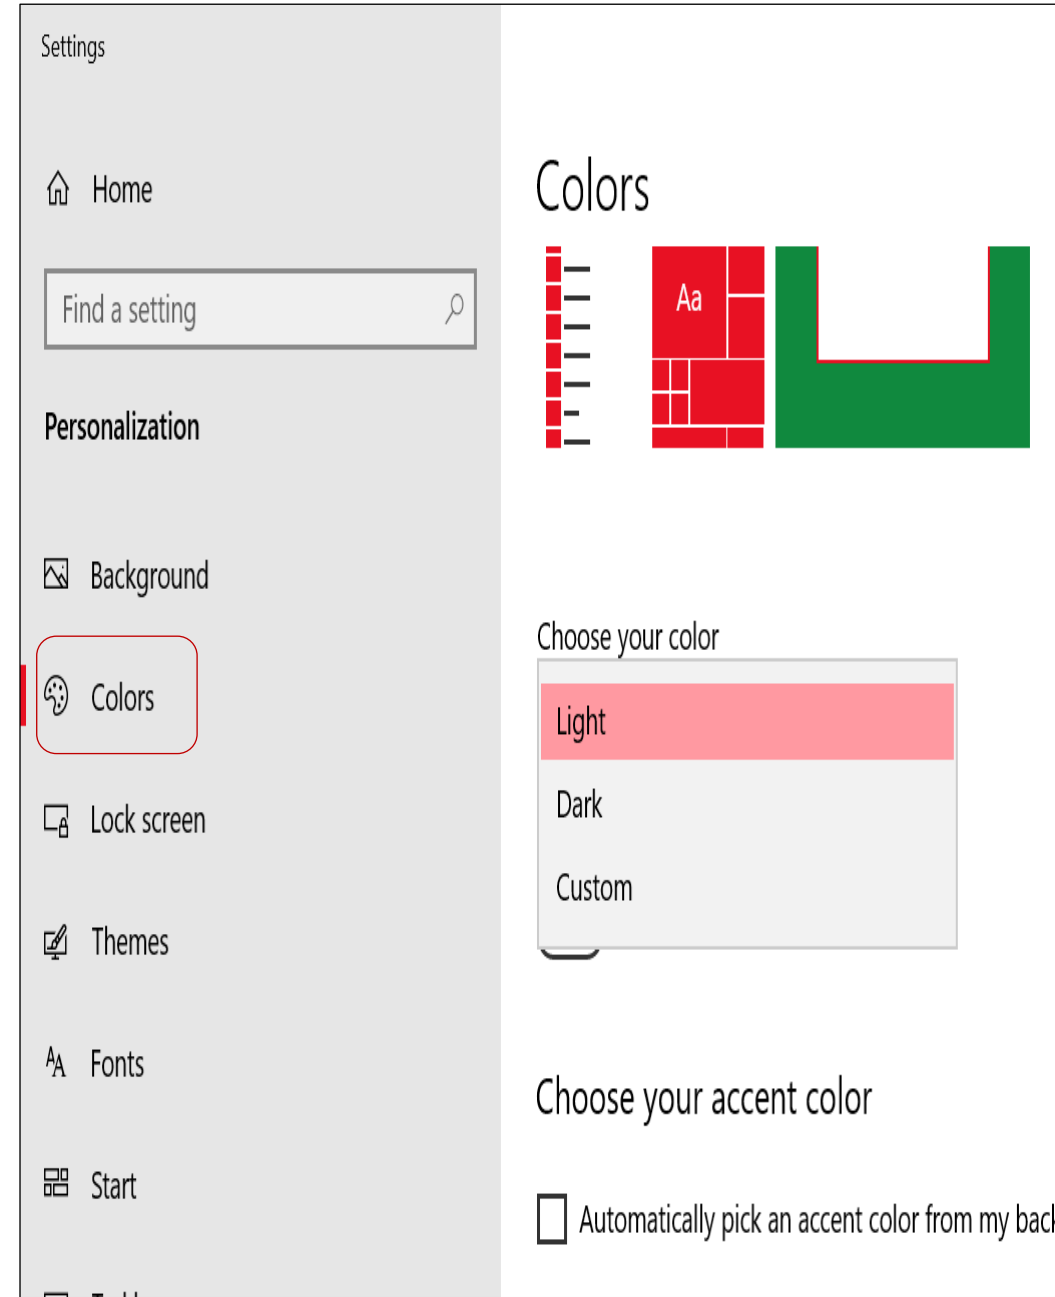 Settings
Home
Find a setting
Personalization
Background
Colors
Lock screen
Themes
Fonts
Start
Colors
Aa
Choose your color
Light
Dark
Custom
Choose your accent color
Automatically pick an accent color from my